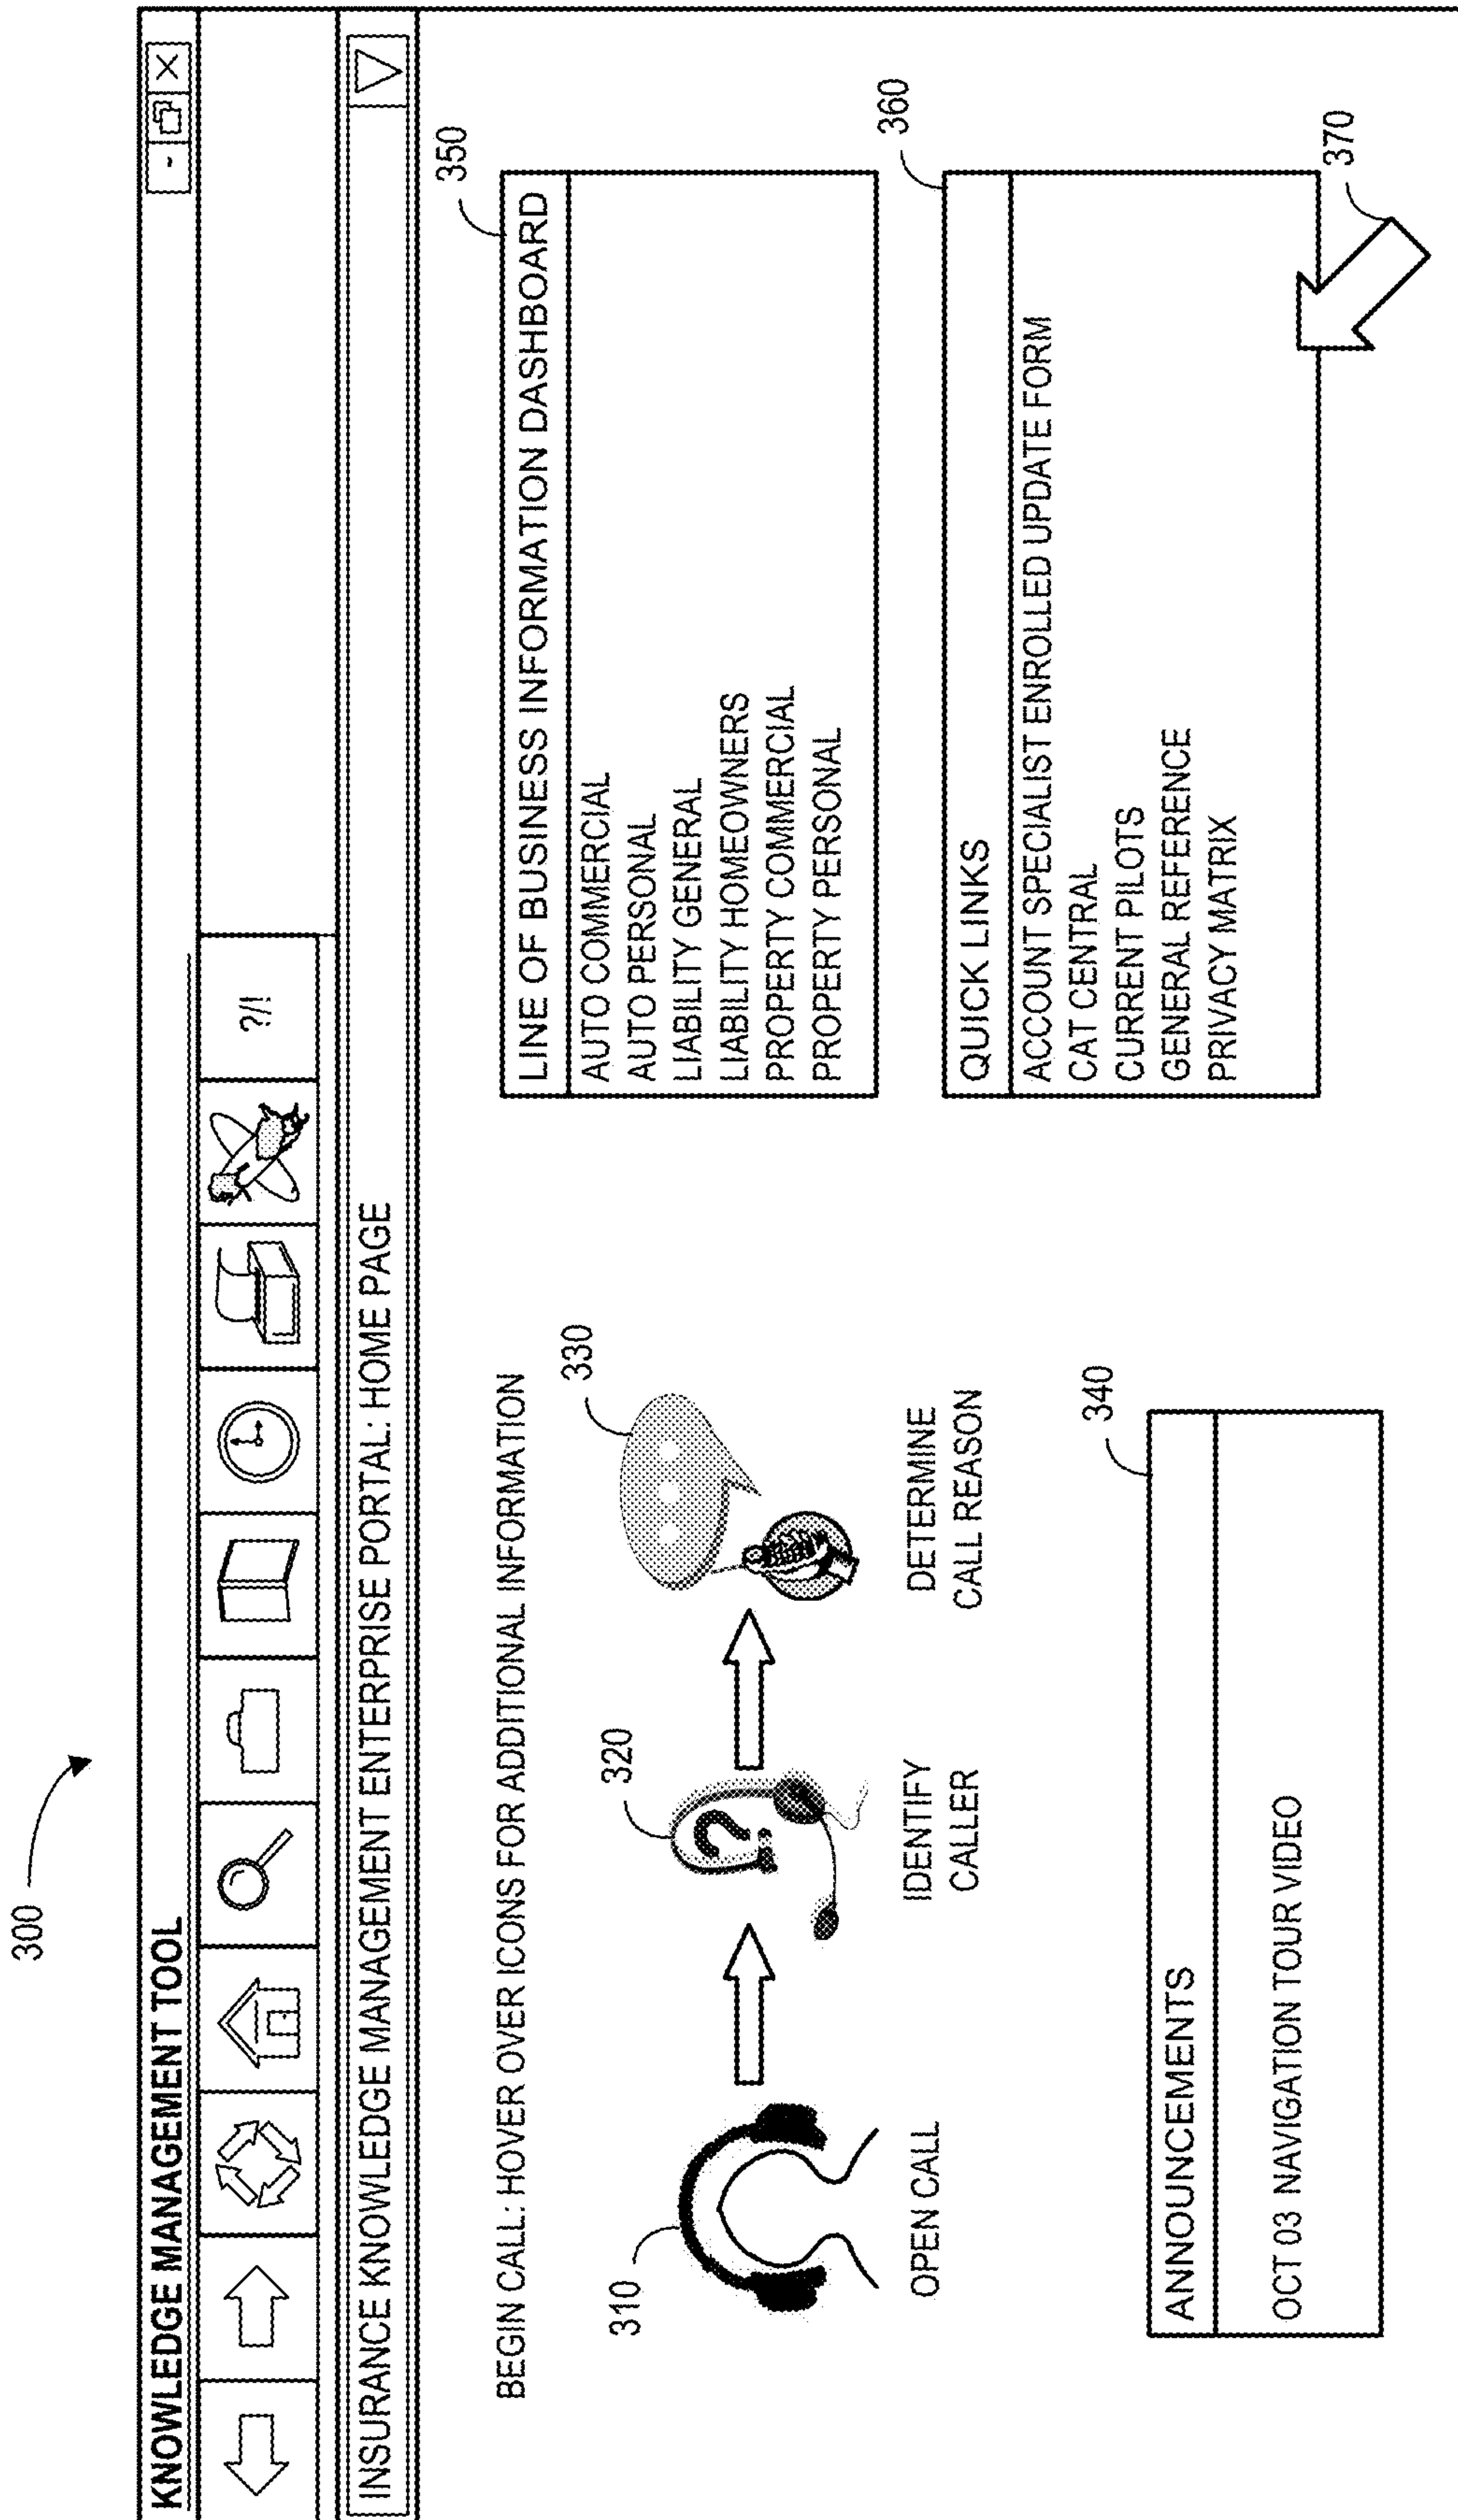 300
KNOWLEDGE MANAGEMENT TOOL
- X
?/!
INSURANCE KNOWLEDGE MANAGEMENT ENTERPRISE PORTAL: HOME PAGE
BEGIN CALL: HOVER OVER ICONS FOR ADDITIONAL INFORMATION
310
320
?
330
OPEN CALL
IDENTIFY
CALLER
DETERMINE
CALL REASON
340
ANNOUNCEMENTS
OCT 03 NAVIGATION TOUR VIDEO
350
LINE OF BUSINESS INFORMATION DASHBOARD
AUTO COMMERCIAL
AUTO PERSONAL
LIABILITY GENERAL
LIABILITY HOMEOWNERS
PROPERTY COMMERCIAL
PROPERTY PERSONAL
360
QUICK LINKS
ACCOUNT SPECIALIST ENROLLED UPDATE FORM
CAT CENTRAL
CURRENT PILOTS
GENERAL REFERENCE
PRIVACY MATRIX
370